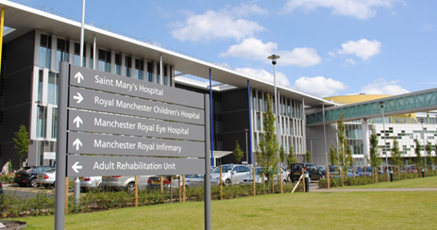 ↑ Saint Mary's Hospital
→ Royal Manchester Children's Hospital
↑ Manchester Royal Eye Hospital
↑ Manchester Royal Infirmary
← Adult Rehabilitation Unit